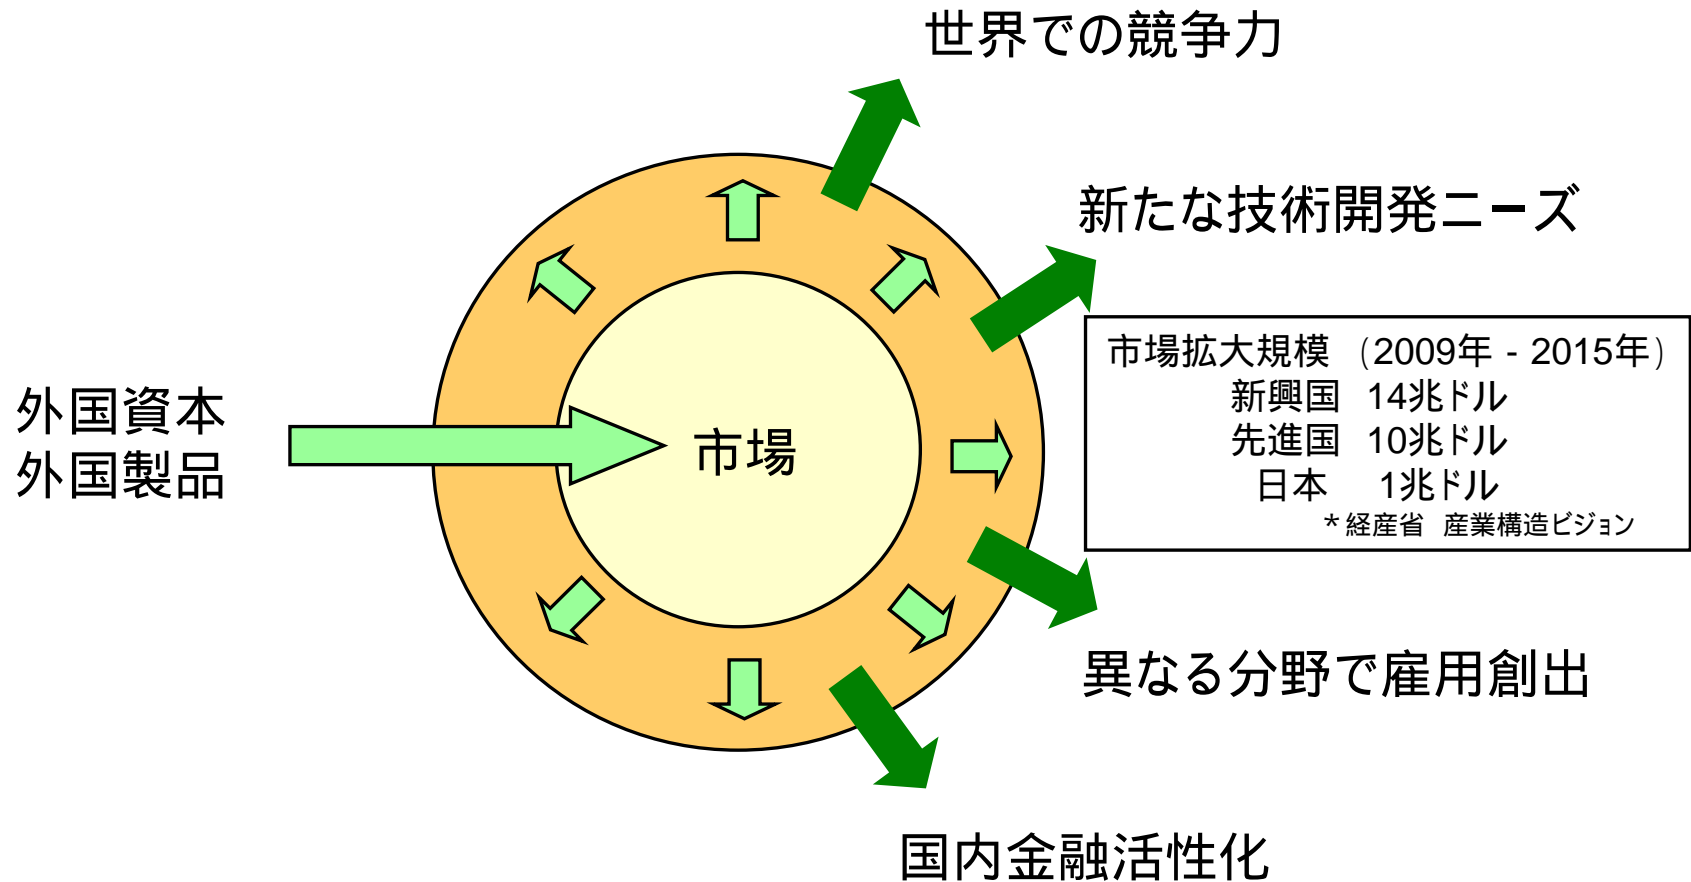 世界での競争力
新たな技術開発ニーズ
市場拡大規模 (2009年 - 2015年)
新興国 14兆ドル
先進国 10兆ドル
日本 1兆ドル
*経産省 産業構造ビジョン
外国資本
外国製品
市場
異なる分野で雇用創出
国内金融活性化